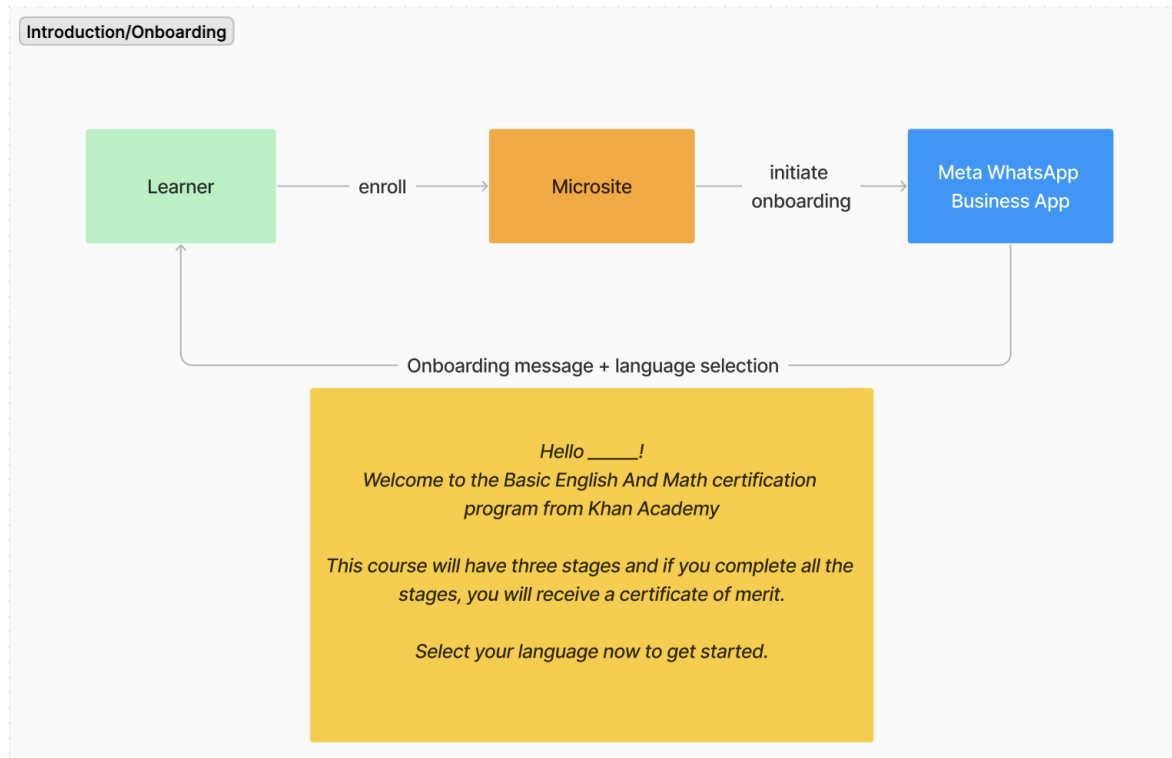 Introduction/Onboarding
Learner
enroll
Microsite
initiate
onboarding
Meta WhatsApp
Business App
Onboarding message + language selection
Hello _____!
Welcome to the Basic English And Math certification
program from Khan Academy
This course will have three stages and if you complete all the
stages, you will receive a certificate of merit.
Select your language now to get started.